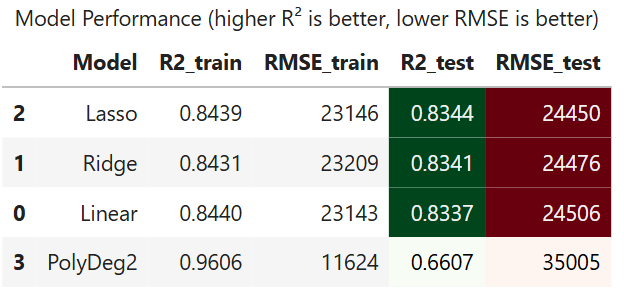 Model Performance (higher R² is better, lower RMSE is better)
Model R2_train RMSE_train R2_test RMSE_test
2 Lasso 0.8439 23146 0.8344 24450
1 Ridge 0.8431 23209 0.8341 24476
0 Linear 0.8440 23143 0.8337 24506
3 PolyDeg2 0.9606 11624 0.6607 35005